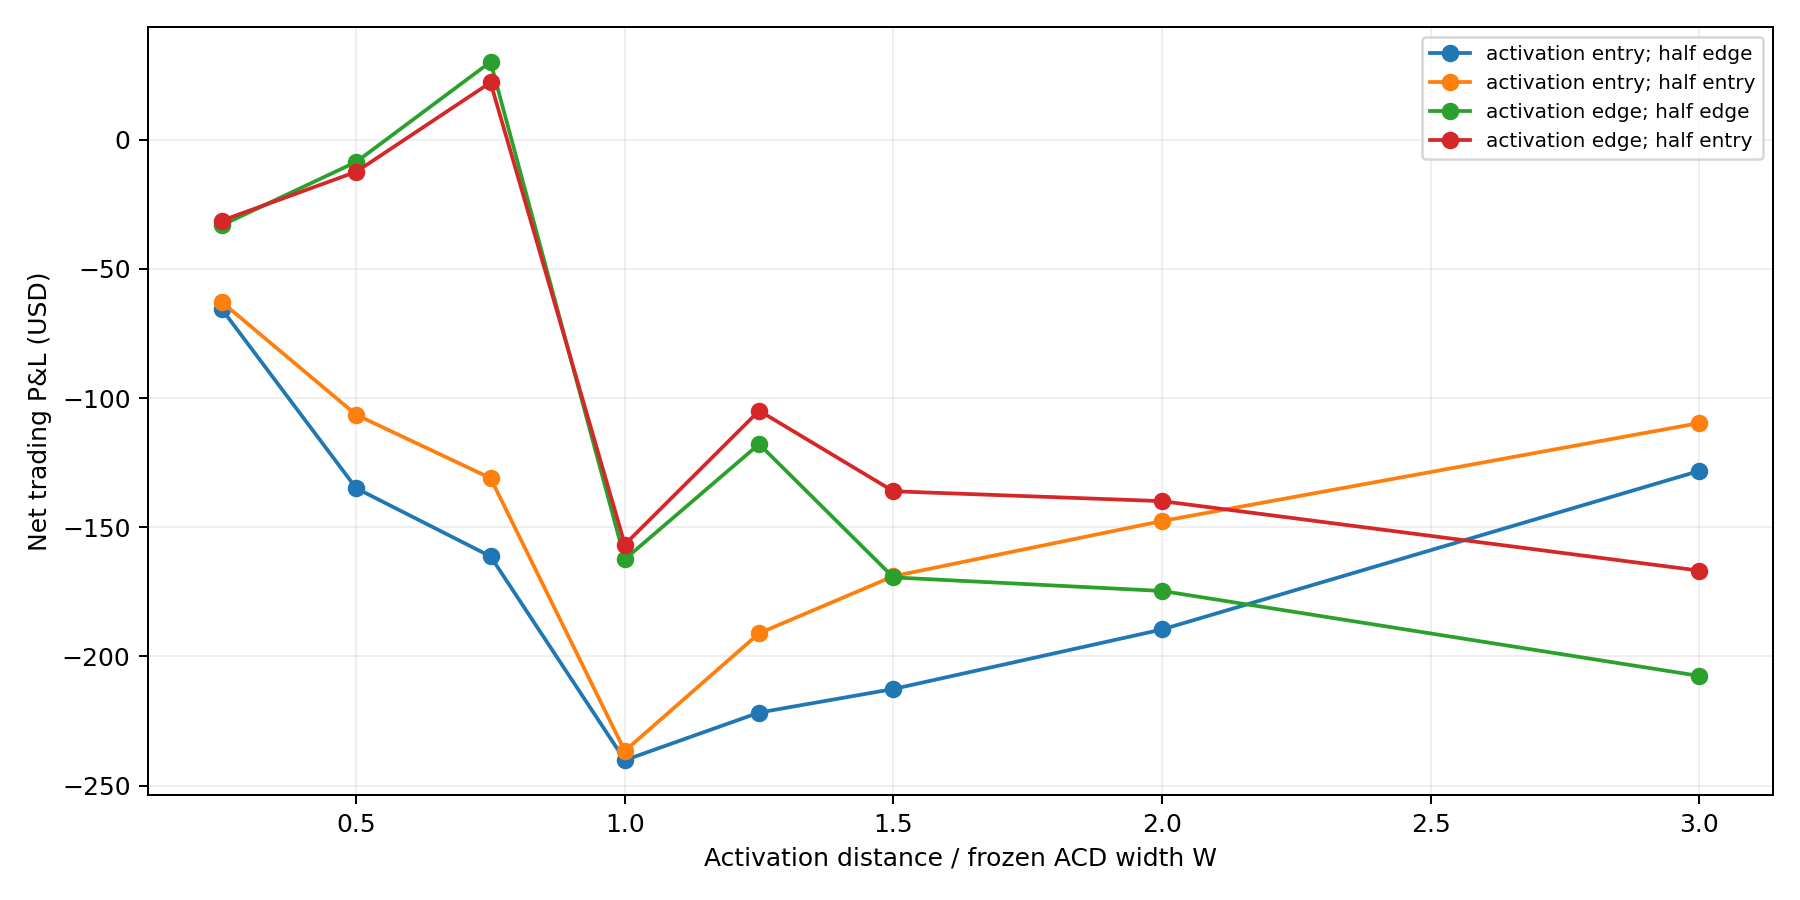 activation entry; half edge
activation entry; half entry
activation edge; half edge
activation edge; half entry
Net trading P&L (USD)
0
−50
−100
−150
−200
−250
0.5 1.0 1.5 2.0 2.5 3.0
Activation distance / frozen ACD width W